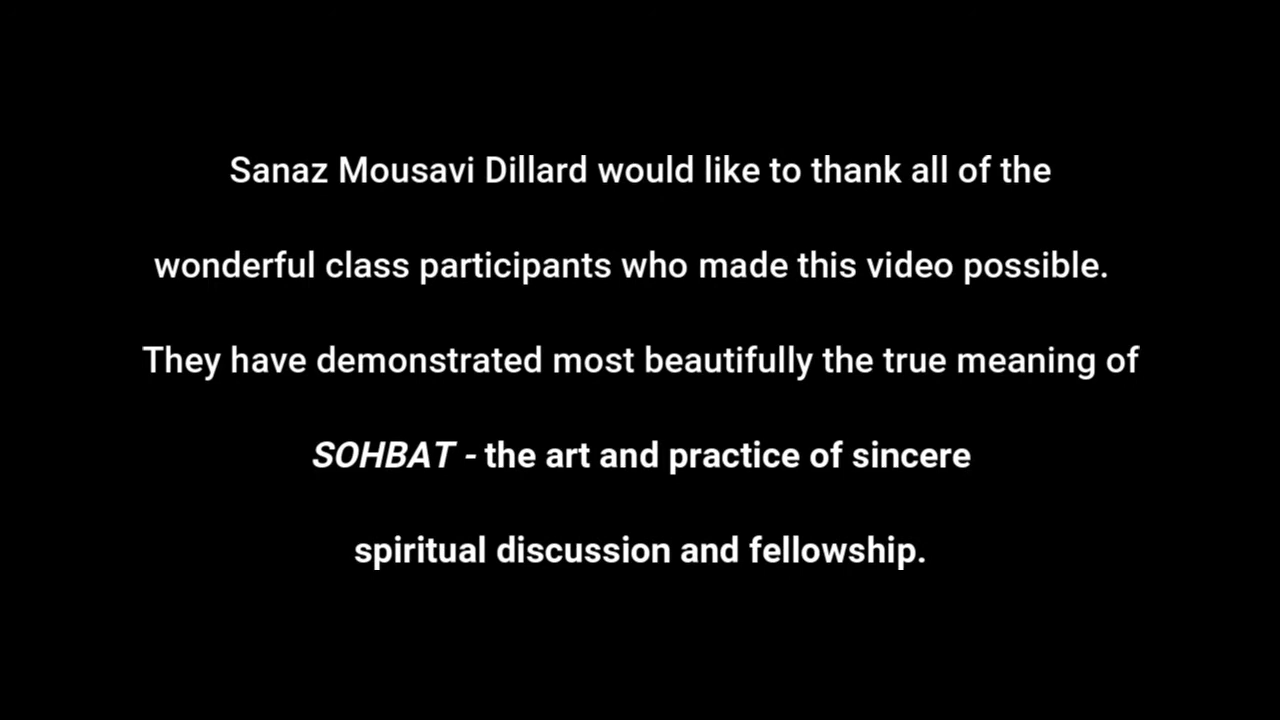 Sanaz Mousavi Dillard would like to thank all of the
wonderful class participants who made this video possible.
They have demonstrated most beautifully the true meaning of
SOHBAT - the art and practice of sincere
spiritual discussion and fellowship.